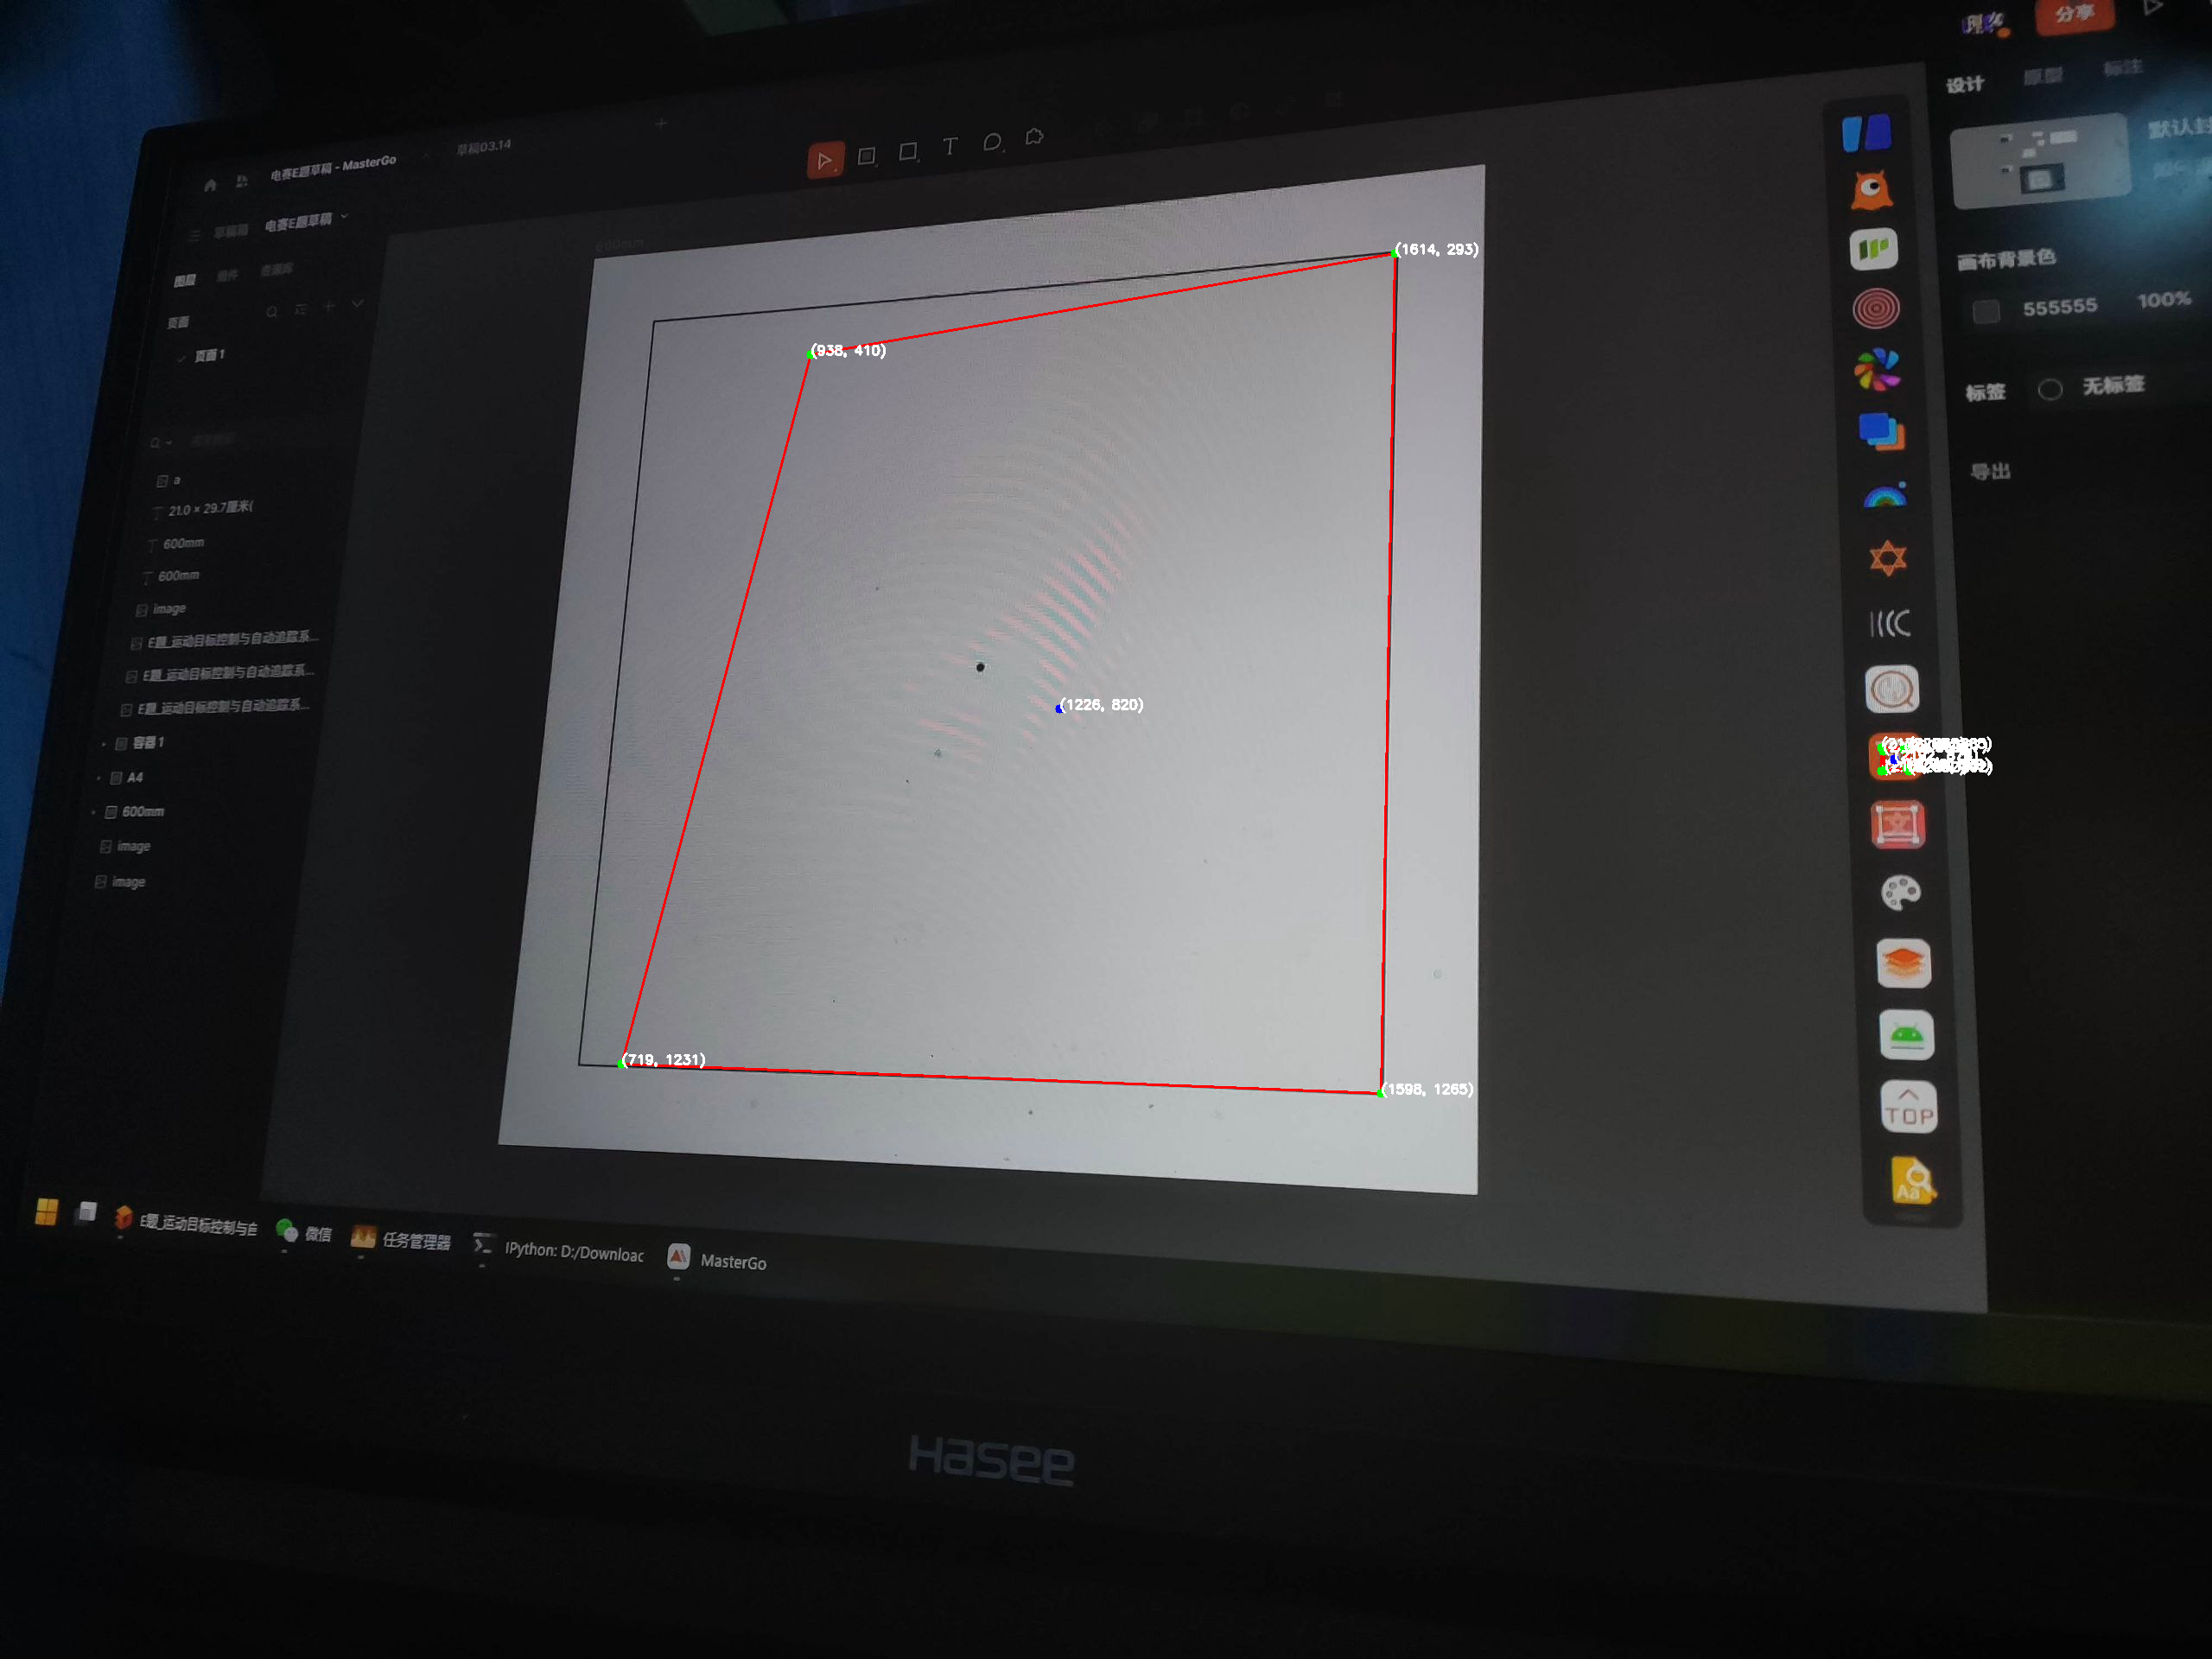 分享
设计 原型 标注
电赛E题草稿 - MasterGo
草稿03.14
草稿箱 电赛E题草稿
600mm
图层 组件 资源库
页面
页面 1
a
21.0 × 29.7厘米(
600mm
600mm
image
E题_运动目标控制与自动追踪系...
E题_运动目标控制与自动追踪系...
E题_运动目标控制与自动追踪系...
容器 1
A4
600mm
image
image
(1614, 293)
(938, 410)
(1226, 820)
(719, 1231)
(1598, 1265)
画布背景色
555555 100%
标签 无标签
导出
TOP
Aa
E题_运动目标控制与自
微信
任务管理器
IPython: D:/Downloac
MasterGo
Hasee